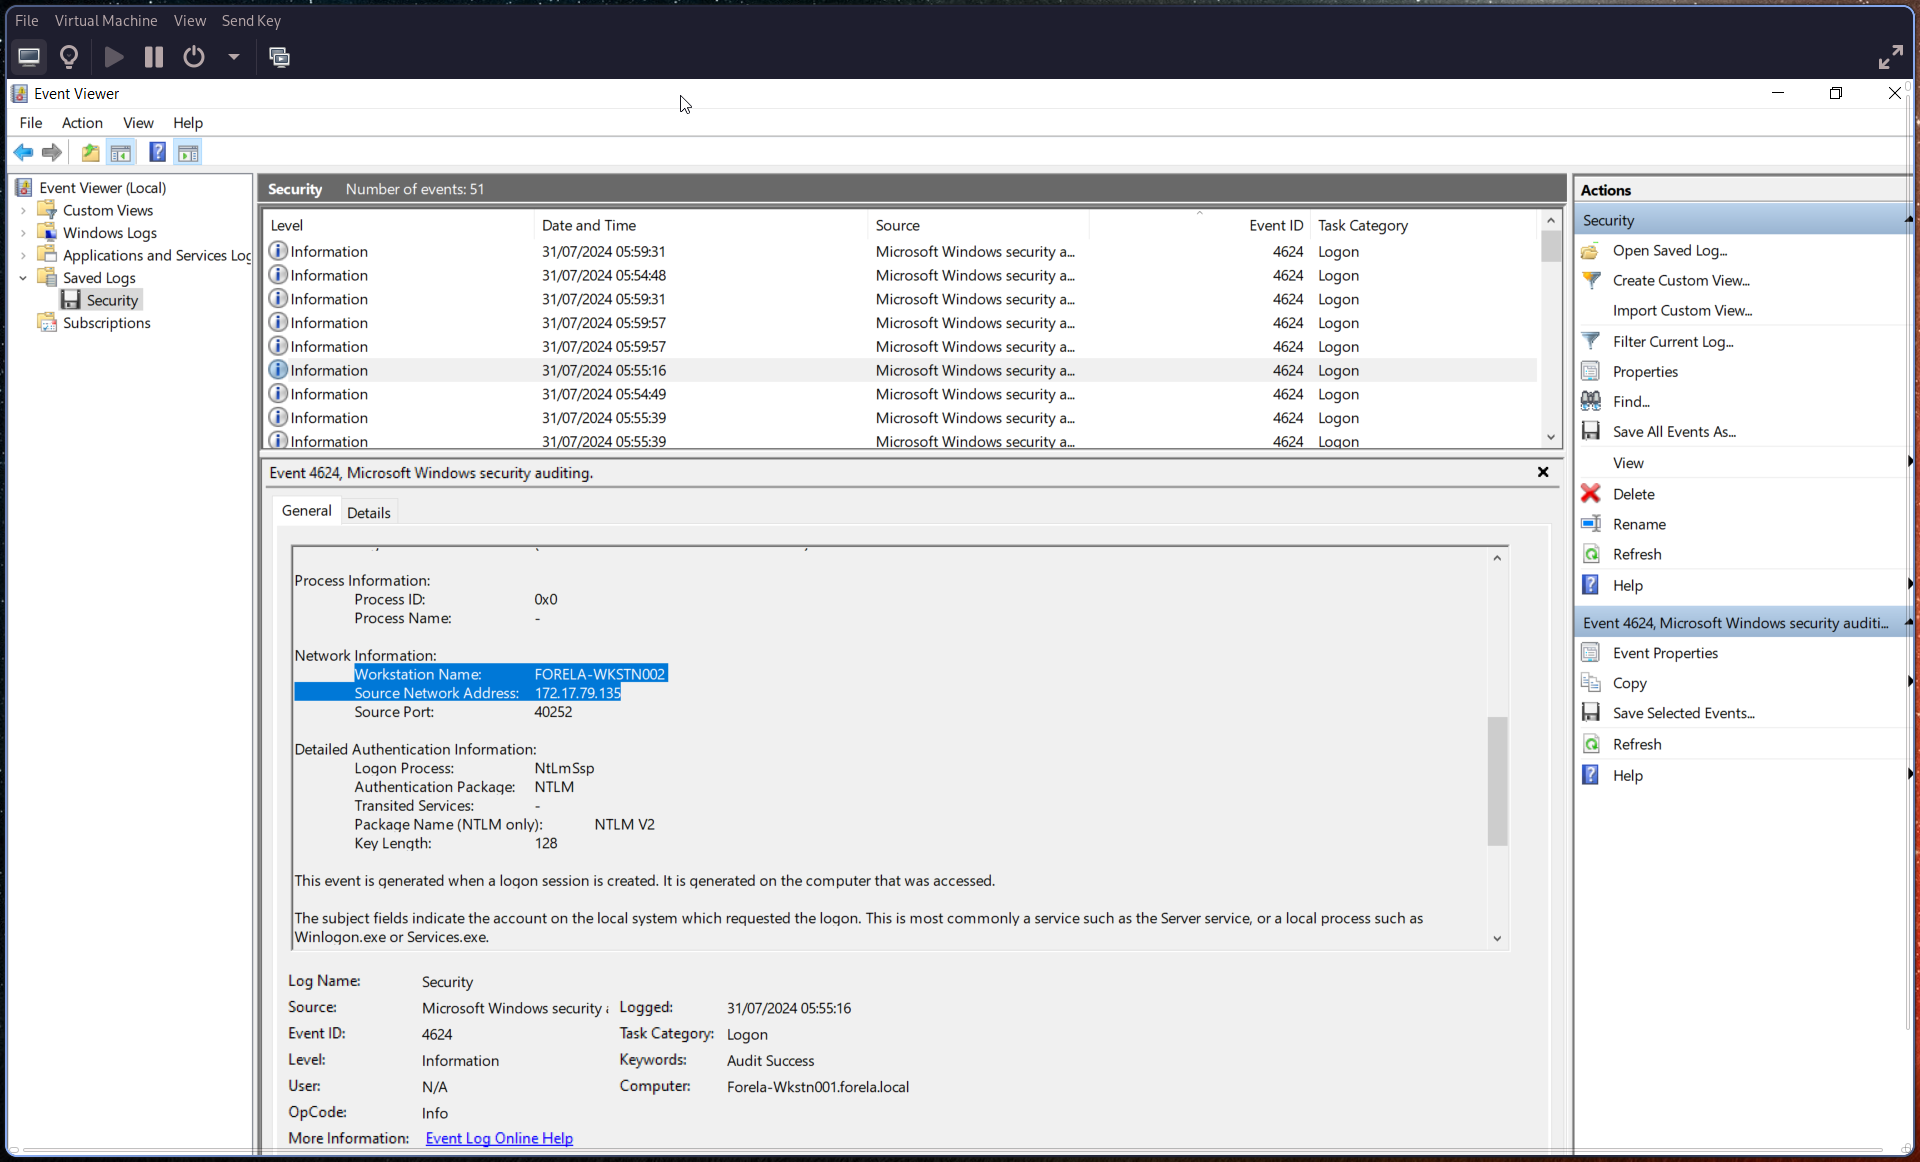 File Virtual Machine View Send Key
Event Viewer
File Action View Help
Event Viewer (Local)
Custom Views
Windows Logs
Applications and Services Log
Saved Logs
Security
Subscriptions
Security Number of events: 51
Level Date and Time Source Event ID Task Category
Information 31/07/2024 05:59:31 Microsoft Windows security a... 4624 Logon
Information 31/07/2024 05:54:48 Microsoft Windows security a... 4624 Logon
Information 31/07/2024 05:59:31 Microsoft Windows security a... 4624 Logon
Information 31/07/2024 05:59:57 Microsoft Windows security a... 4624 Logon
Information 31/07/2024 05:59:57 Microsoft Windows security a... 4624 Logon
Information 31/07/2024 05:55:16 Microsoft Windows security a... 4624 Logon
Information 31/07/2024 05:54:49 Microsoft Windows security a... 4624 Logon
Information 31/07/2024 05:55:39 Microsoft Windows security a... 4624 Logon
Information 31/07/2024 05:55:39 Microsoft Windows security a... 4624 Logon
Event 4624, Microsoft Windows security auditing.
General Details
Process Information:
Process ID: 0x0
Process Name: -
Network Information:
Workstation Name: FORELA-WKSTN002
Source Network Address: 172.17.79.135
Source Port: 40252
Detailed Authentication Information:
Logon Process: NtLmSsp
Authentication Package: NTLM
Transited Services: -
Package Name (NTLM only): NTLM V2
Key Length: 128
This event is generated when a logon session is created. It is generated on the computer that was accessed.
The subject fields indicate the account on the local system which requested the logon. This is most commonly a service such as the Server service, or a local process such as
Winlogon.exe or Services.exe.
Log Name: Security
Source: Microsoft Windows security Logged: 31/07/2024 05:55:16
Event ID: 4624 Task Category: Logon
Level: Information Keywords: Audit Success
User: N/A Computer: Forela-Wkstn001.forela.local
OpCode: Info
More Information: Event Log Online Help
Actions
Security
Open Saved Log...
Create Custom View...
Import Custom View...
Filter Current Log...
Properties
Find...
Save All Events As...
View
Delete
Rename
Refresh
Help
Event 4624, Microsoft Windows security auditi...
Event Properties
Copy
Save Selected Events...
Refresh
Help